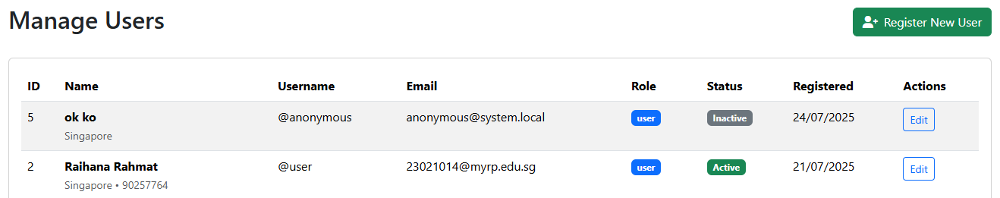 Manage Users
Register New User
ID Name Username Email Role Status Registered Actions
5 ok ko @anonymous anonymous@system.local user Inactive 24/07/2025 Edit
Singapore
2 Raihana Rahmat @user 23021014@myrp.edu.sg user Active 21/07/2025 Edit
Singapore • 90257764